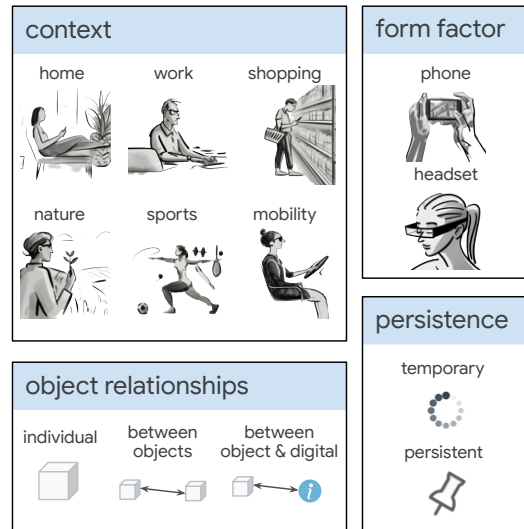 context
home
work
shopping
nature
sports
mobility
form factor
phone
headset
object relationships
individual
between
objects
between
object & digital
i
persistence
temporary
persistent